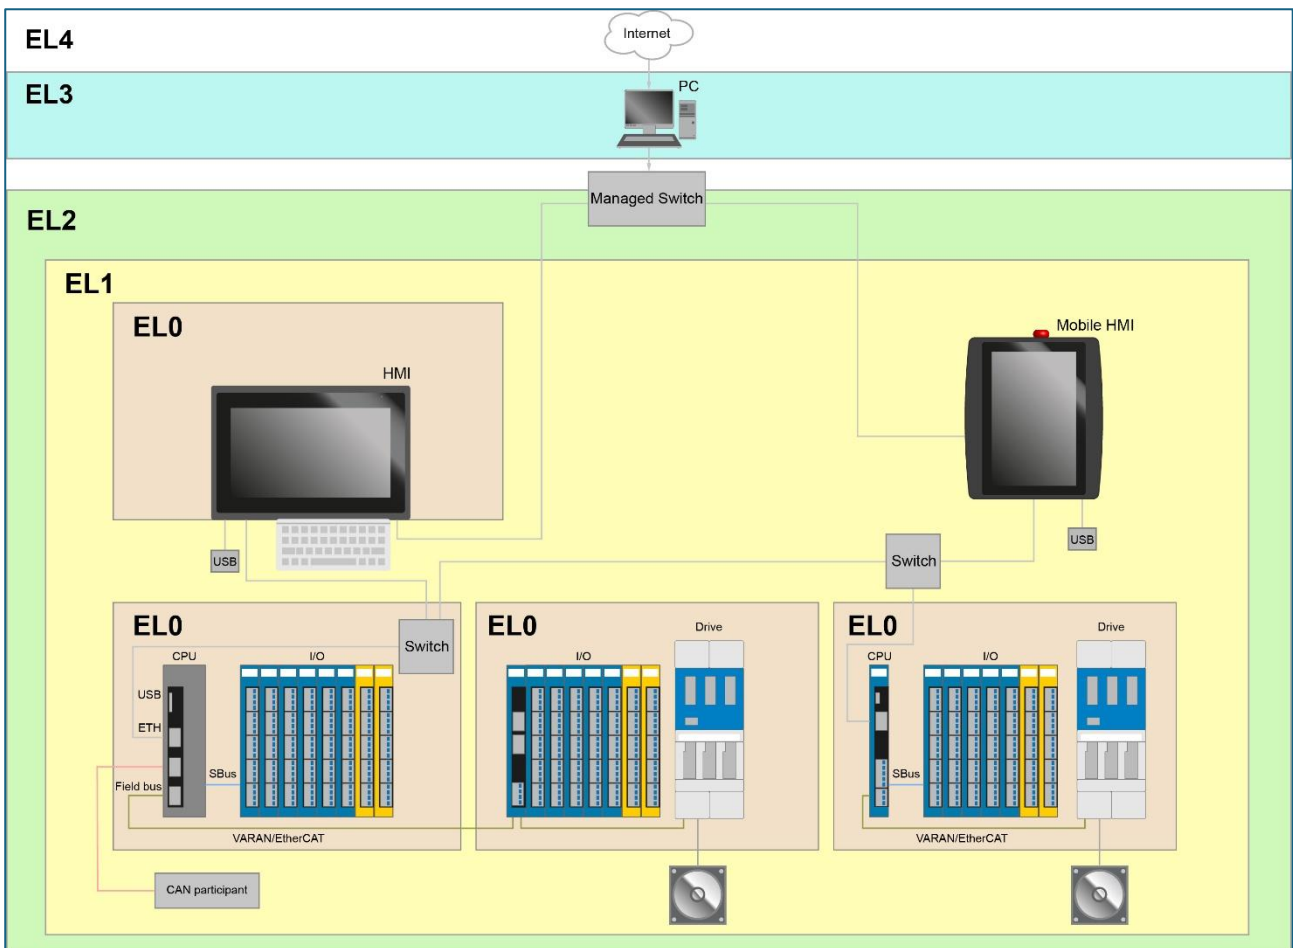 EL4
Internet
EL3
PC
Managed Switch
EL2
EL1
EL0
HMI
Mobile HMI
USB
USB
Switch
EL0
Switch
CPU
I/O
USB
ETH
Field bus
SBus
VARAN/EtherCAT
CAN participant
EL0
I/O
Drive
EL0
CPU
I/O
Drive
SBus
VARAN/EtherCAT